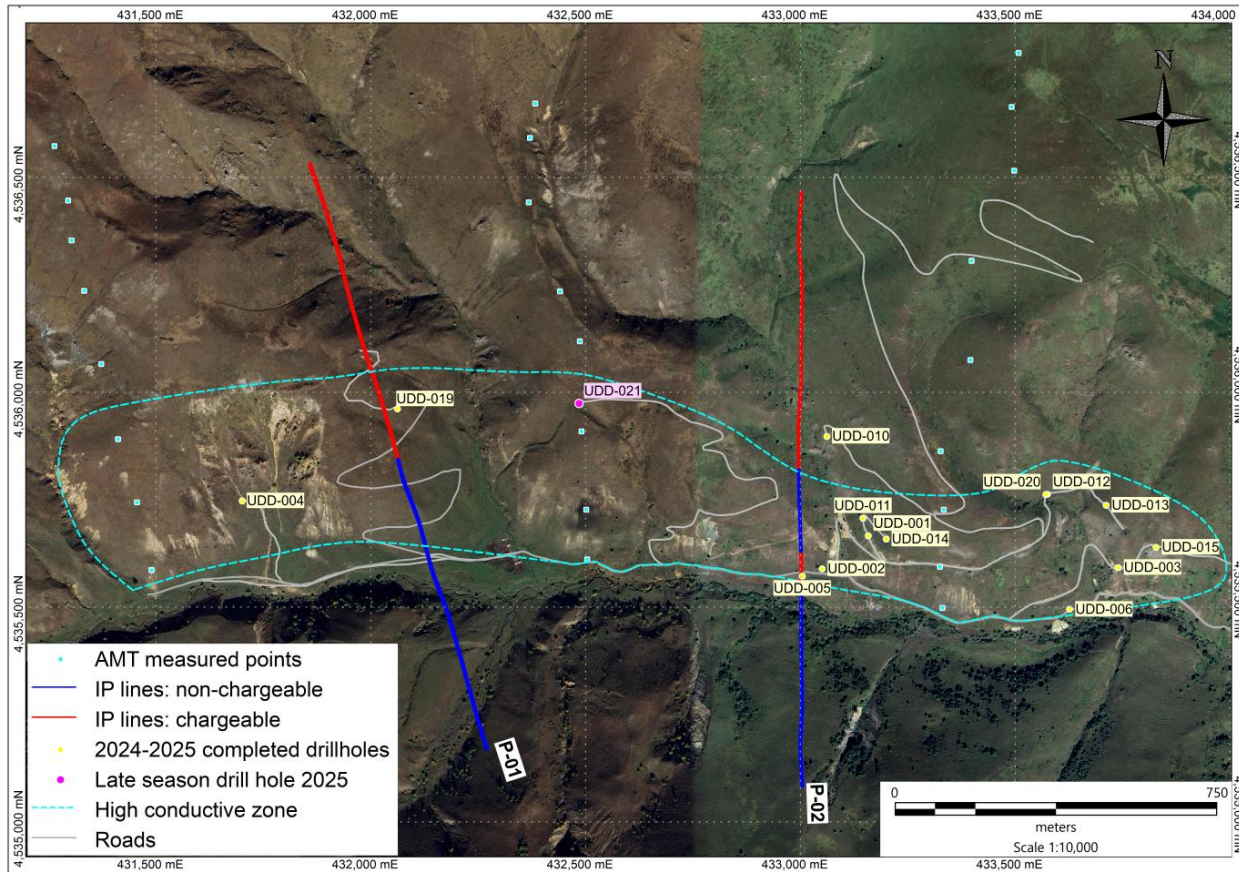 431,500 mE 432,000 mE 432,500 mE 433,000 mE 433,500 mE 434,000
N
4,536,500 mN
4,536,000 mN
4,535,500 mN
4,535,000 mN
UDD-019
UDD-021
UDD-004
UDD-010
UDD-020
UDD-012
UDD-013
UDD-011
UDD-001
UDD-014
UDD-015
UDD-002
UDD-003
UDD-005
UDD-006
P-01
P-02
AMT measured points
IP lines: non-chargeable
IP lines: chargeable
2024-2025 completed drillholes
Late season drill hole 2025
High conductive zone
Roads
0 750
meters
Scale 1:10,000
431,500 mE 432,000 mE 432,500 mE 433,000 mE 433,500 mE